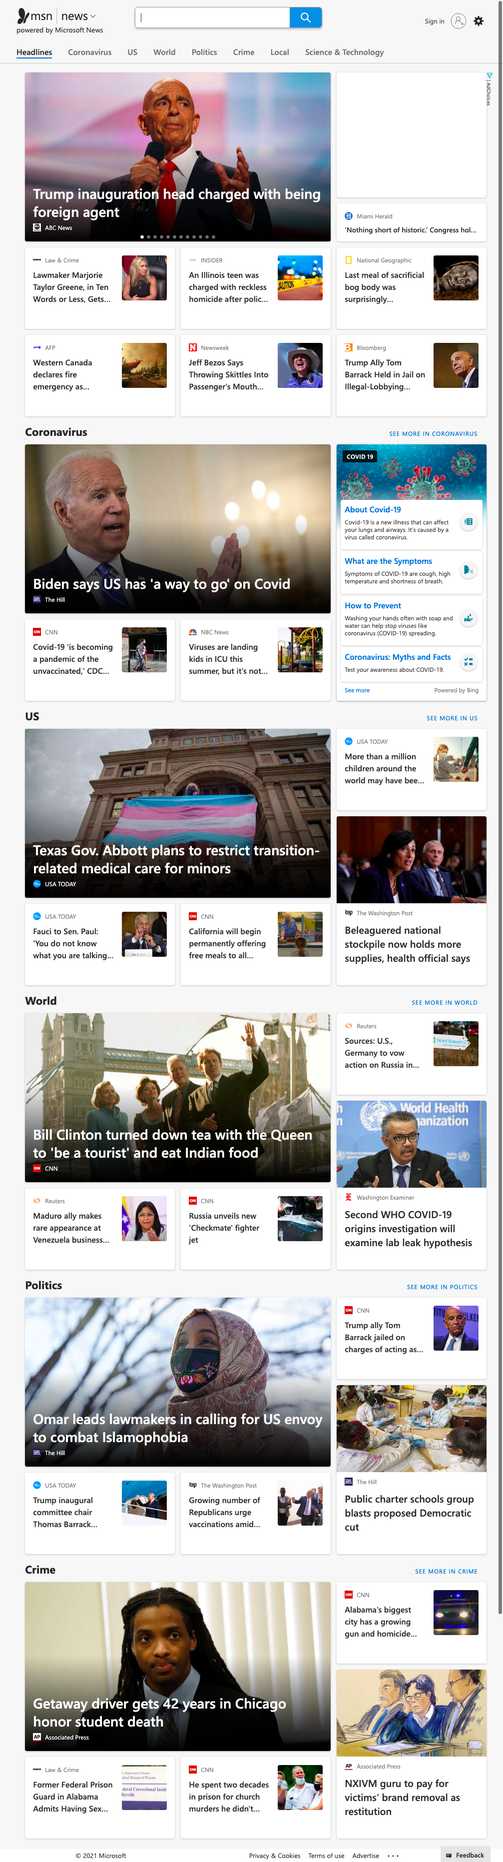 msn | news
powered by Microsoft News
Sign in
Headlines Coronavirus US World Politics Crime Local Science & Technology
Trump inauguration head charged with being
foreign agent
ABC News
AdChoices
Miami Herald
'Nothing short of historic.' Congress hol...
Law & Crime
Lawmaker Marjorie
Taylor Greene, in Ten
Words or Less, Gets...
INSIDER
An Illinois teen was
charged with reckless
homicide after polic...
National Geographic
Last meal of sacrificial
bog body was
surprisingly...
AFP
Western Canada
declares fire
emergency as...
Newsweek
Jeff Bezos Says
Throwing Skittles Into
Passenger's Mouth...
Bloomberg
Trump Ally Tom
Barrack Held in Jail on
Illegal-Lobbying...
Coronavirus
SEE MORE IN CORONAVIRUS
Biden says US has 'a way to go' on Covid
The Hill
COVID 19
About Covid-19
Covid-19 is a new illness that can affect
your lungs and airways. It's caused by a
virus called coronavirus.
What are the Symptoms
Symptoms of COVID-19 are cough, high
temperature and shortness of breath.
How to Prevent
Washing your hands often with soap and
water can help stop viruses like
coronavirus (COVID-19) spreading.
Coronavirus: Myths and Facts
Test your awareness about COVID-19.
See more
Powered by Bing
CNN
Covid-19 'is becoming
a pandemic of the
unvaccinated,' CDC...
NBC News
Viruses are landing
kids in ICU this
summer, but it's not...
US
SEE MORE IN US
Texas Gov. Abbott plans to restrict transition-
related medical care for minors
USA TODAY
USA TODAY
More than a million
children around the
world may have bee...
The Washington Post
Beleaguered national
stockpile now holds more
supplies, health official says
USA TODAY
Fauci to Sen. Paul:
'You do not know
what you are talking...
CNN
California will begin
permanently offering
free meals to all...
World
SEE MORE IN WORLD
Bill Clinton turned down tea with the Queen
to 'be a tourist' and eat Indian food
CNN
Reuters
Sources: U.S.,
Germany to vow
action on Russia in...
World Health
Organization
Washington Examiner
Second WHO COVID-19
origins investigation will
examine lab leak hypothesis
Reuters
Maduro ally makes
rare appearance at
Venezuela business...
CNN
Russia unveils new
'Checkmate' fighter
jet
Politics
SEE MORE IN POLITICS
Omar leads lawmakers in calling for US envoy
to combat Islamophobia
The Hill
CNN
Trump ally Tom
Barrack jailed on
charges of acting as...
The Hill
Public charter schools group
blasts proposed Democratic
cut
USA TODAY
Trump inaugural
committee chair
Thomas Barrack...
The Washington Post
Growing number of
Republicans urge
vaccinations amid...
Crime
SEE MORE IN CRIME
Getaway driver gets 42 years in Chicago
honor student death
Associated Press
CNN
Alabama's biggest
city has a growing
gun and homicide...
Associated Press
NXIVM guru to pay for
victims' brand removal as
restitution
Law & Crime
Former Federal Prison
Guard in Alabama
Admits Having Sex...
CNN
He spent two decades
in prison for church
murders he didn't...
© 2021 Microsoft
Privacy & Cookies Terms of use Advertise
Feedback